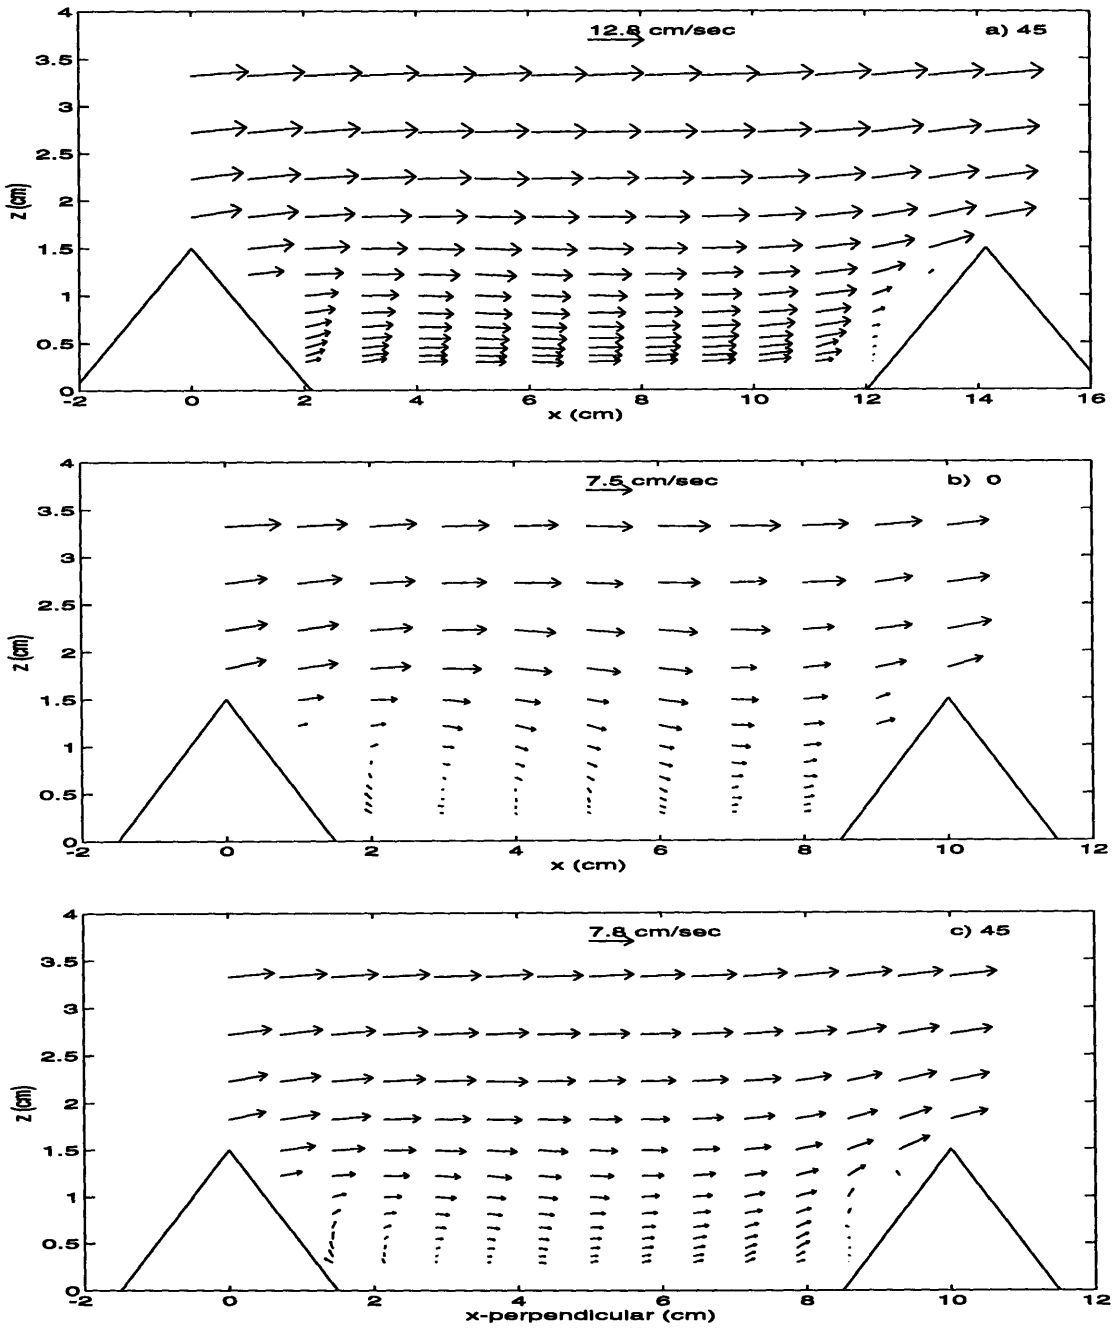 4
12.8 cm/sec
a) 45
3.5
3
2.5
2
z (cm)
1.5
1
0.5
0
-2 0 2 4 6 8 10 12 14 16
x (cm)
4
7.5 cm/sec
b) 0
3.5
3
2.5
2
z (cm)
1.5
1
0.5
0
-2 0 2 4 6 8 10 12
x (cm)
4
7.8 cm/sec
c) 45
3.5
3
2.5
2
z (cm)
1.5
1
0.5
0
-2 0 2 4 6 8 10 12
x-perpendicular (cm)